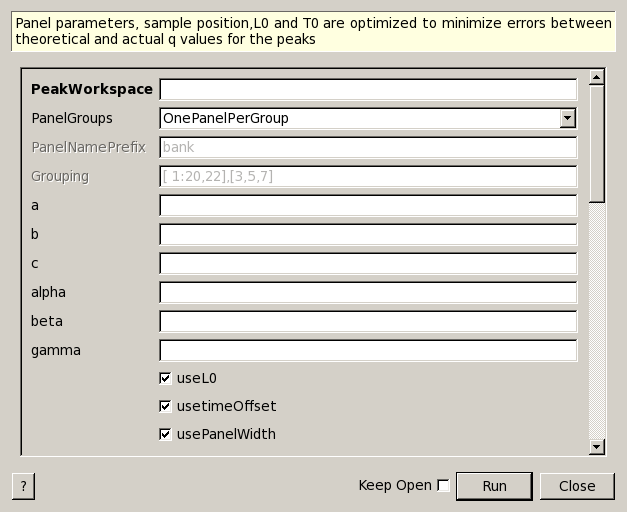 Panel parameters, sample position,L0 and T0 are optimized to minimize errors between
theoretical and actual q values for the peaks
PeakWorkspace
PanelGroups OnePanelPerGroup
PanelNamePrefix bank
Grouping [ 1:20,22],[3,5,7]
a
b
c
alpha
beta
gamma
useL0
usetimeOffset
usePanelWidth
? Keep Open Run Close